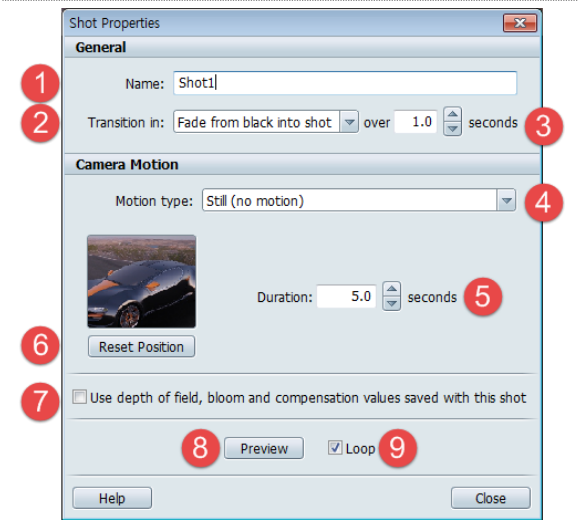 Shot Properties
General
1 Name: Shot1
2 Transition in: Fade from black into shot over 1.0 seconds 3
Camera Motion
Motion type: Still (no motion) 4
Duration: 5.0 seconds 5
6 Reset Position
7 Use depth of field, bloom and compensation values saved with this shot
8 Preview Loop 9
Help Close